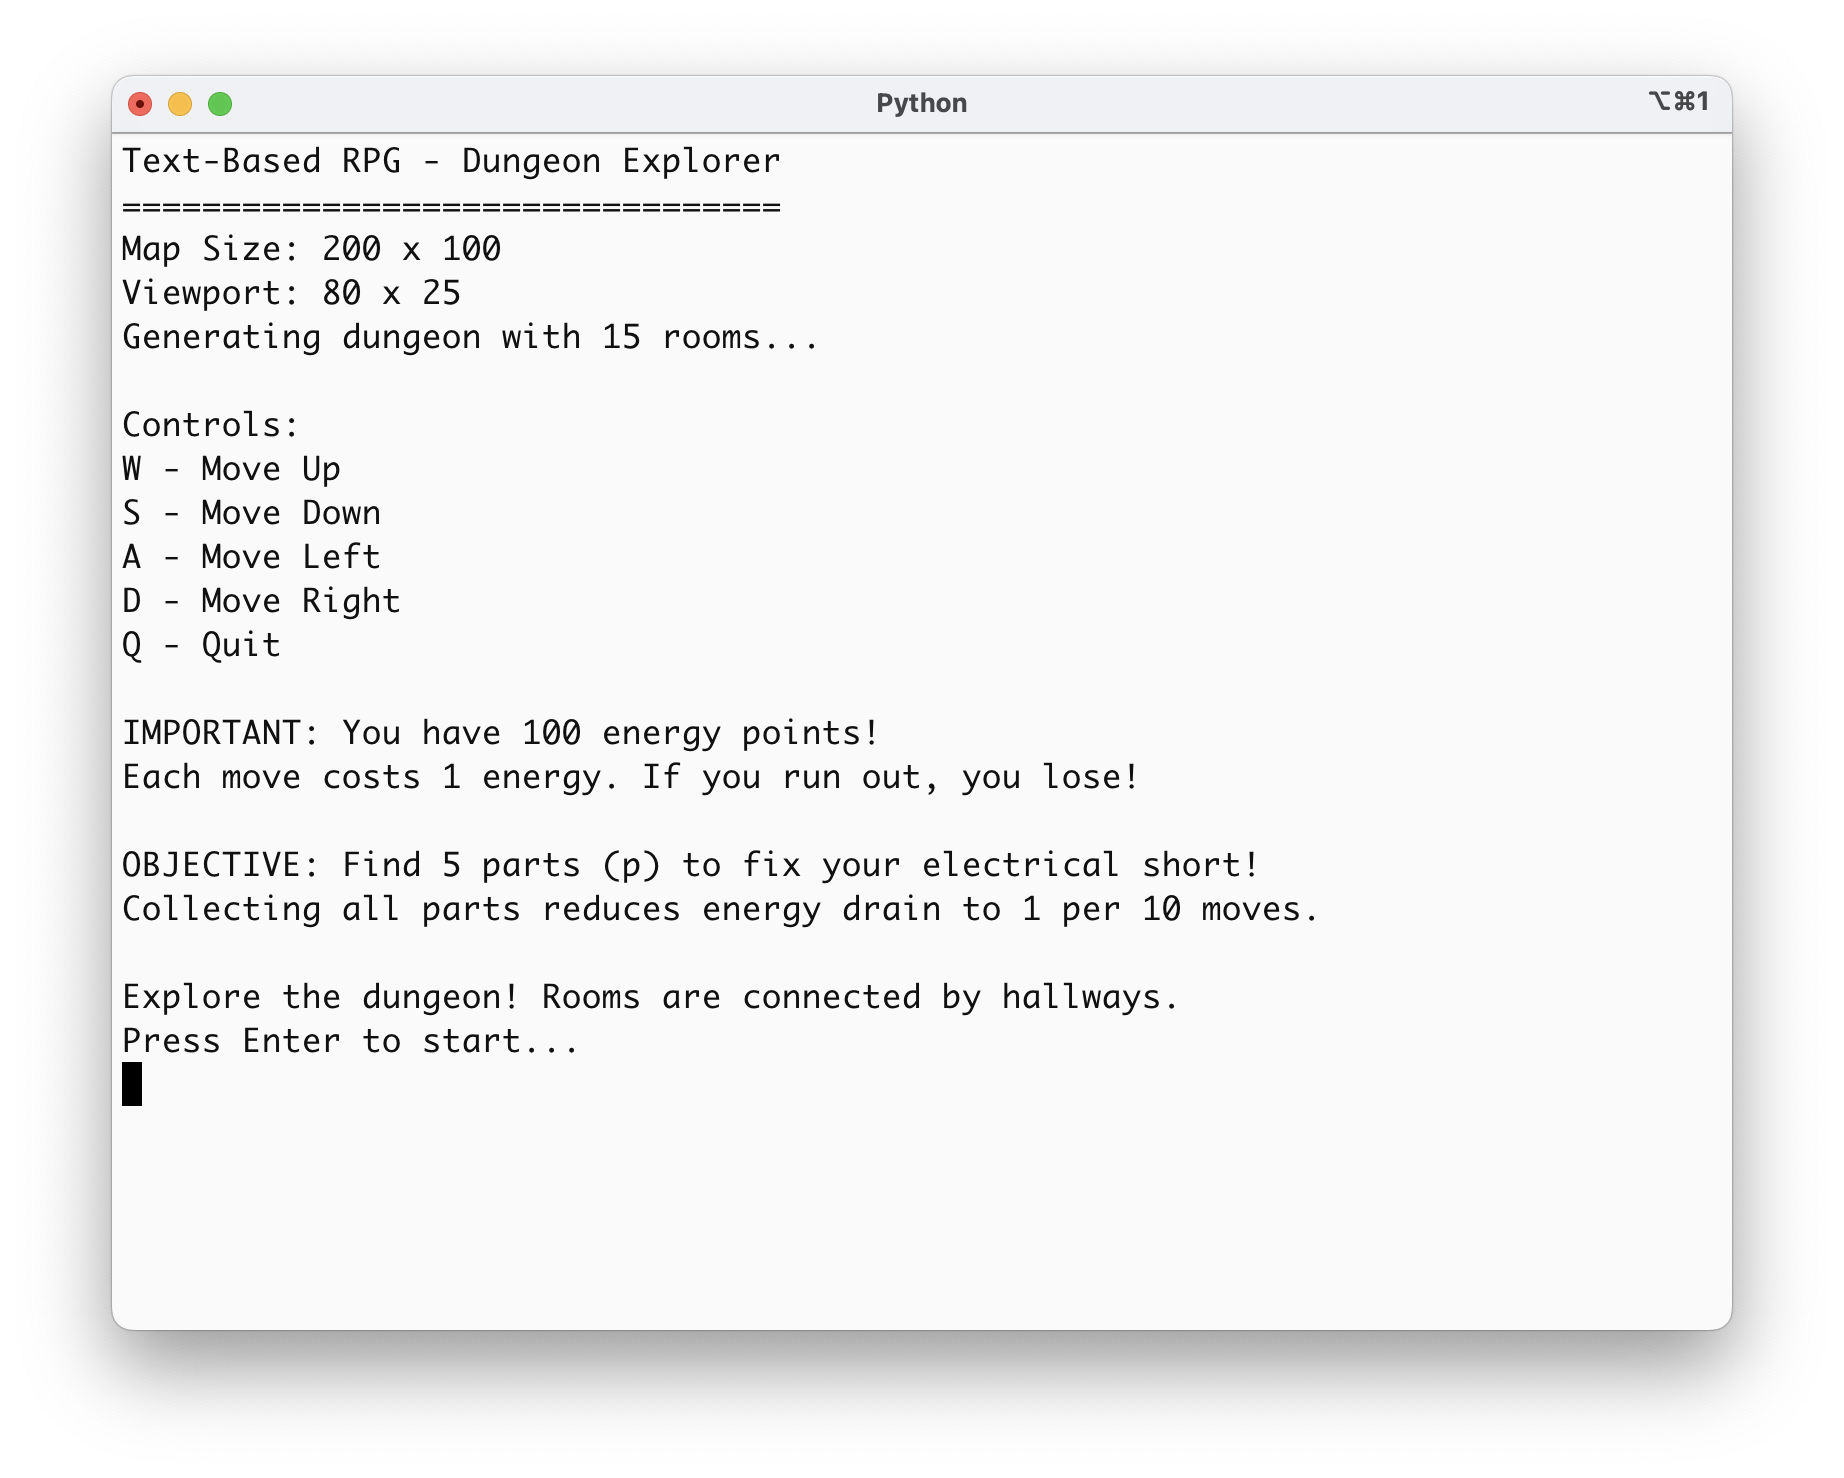 Python
⌥⌘1
Text-Based RPG - Dungeon Explorer
=================================
Map Size: 200 x 100
Viewport: 80 x 25
Generating dungeon with 15 rooms...
Controls:
W - Move Up
S - Move Down
A - Move Left
D - Move Right
Q - Quit
IMPORTANT: You have 100 energy points!
Each move costs 1 energy. If you run out, you lose!
OBJECTIVE: Find 5 parts (p) to fix your electrical short!
Collecting all parts reduces energy drain to 1 per 10 moves.
Explore the dungeon! Rooms are connected by hallways.
Press Enter to start...